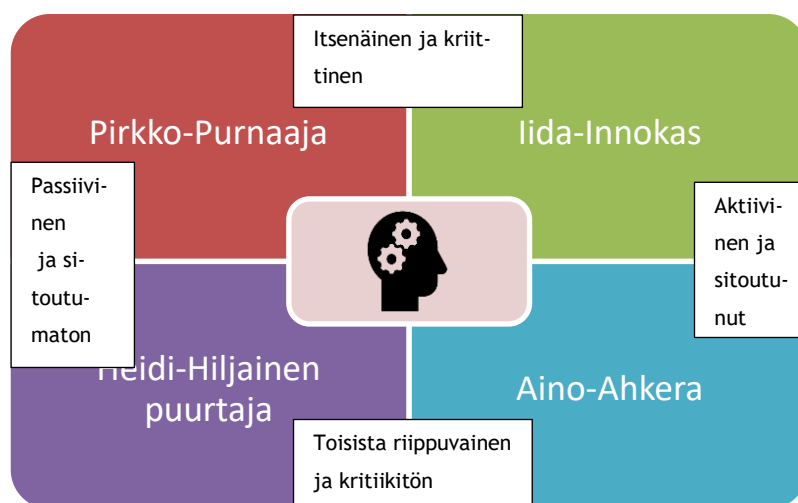 Itsenäinen ja kriit-
tinen
Pirkko-Purnaaja
Iida-Innokas
Passiivi-
nen
ja si-
toutu-
maton
Aktiivi-
nen ja
sitoutu-
nut
Heidi-Hiljainen
puurtaja
Aino-Ahkera
Toisista riippuvainen
ja kritiikitön